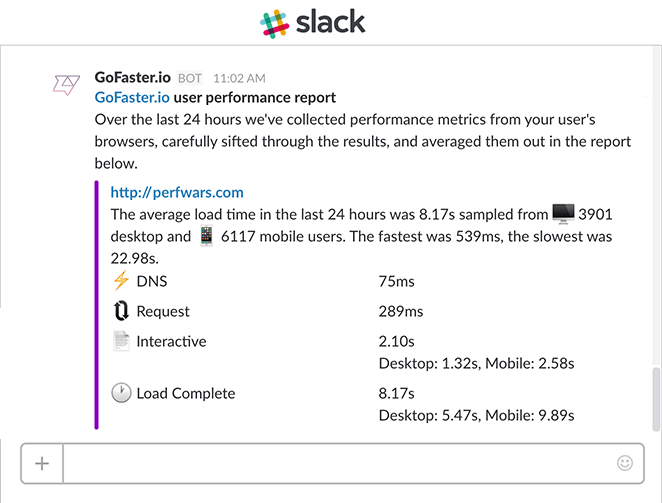 slack
GoFaster.io BOT 11:02 AM
GoFaster.io user performance report
Over the last 24 hours we've collected performance metrics from your user's
browsers, carefully sifted through the results, and averaged them out in the report
below.
http://perfwars.com
The average load time in the last 24 hours was 8.17s sampled from 3901
desktop and 6117 mobile users. The fastest was 539ms, the slowest was
22.98s.
DNS 75ms
Request 289ms
Interactive 2.10s
Desktop: 1.32s, Mobile: 2.58s
Load Complete 8.17s
Desktop: 5.47s, Mobile: 9.89s